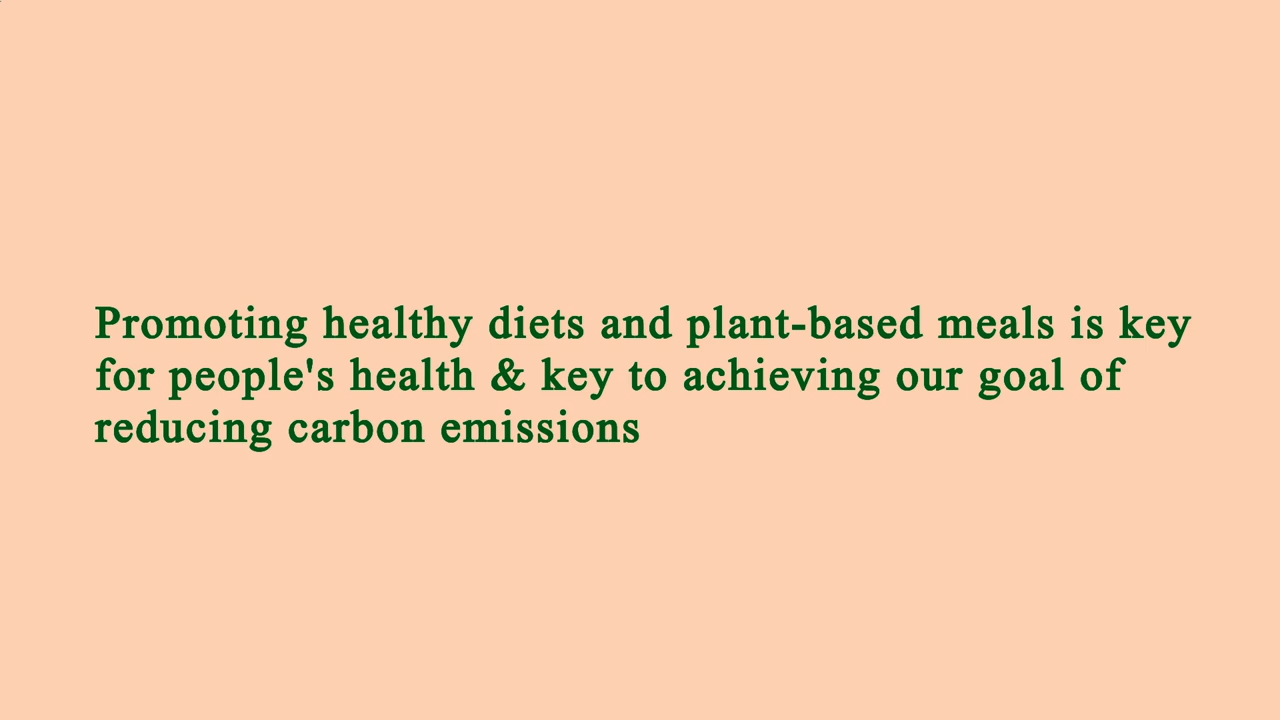 Promoting healthy diets and plant-based meals is key
for people's health & key to achieving our goal of
reducing carbon emissions